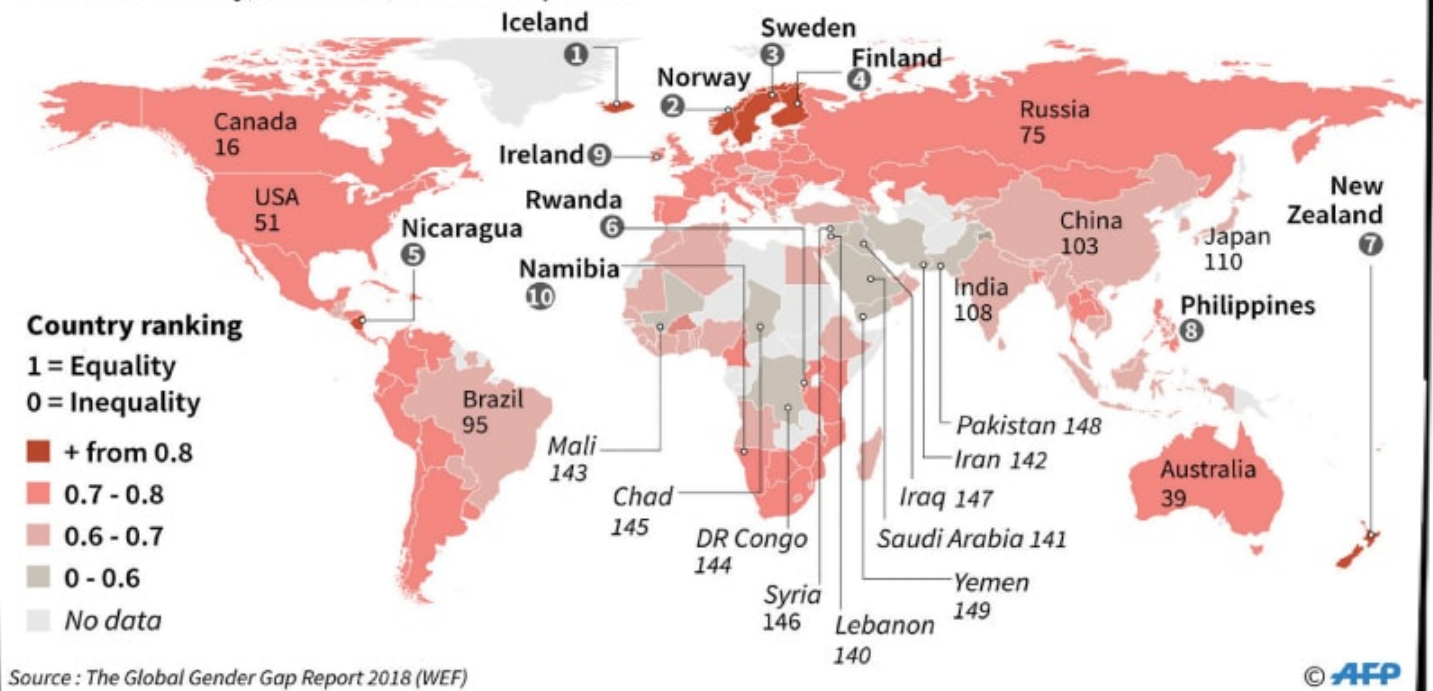 Iceland
1
Sweden
3
Finland
4
Norway
2
Canada
16
Russia
75
Ireland 9
USA
51
Rwanda
6
New
Zealand
7
Nicaragua
5
China
103
Japan
110
Namibia
10
India
108
Philippines
8
Country ranking
1 = Equality
0 = Inequality
+ from 0.8
0.7 - 0.8
0.6 - 0.7
0 - 0.6
No data
Brazil
95
Mali
143
Chad
145
DR Congo
144
Syria
146
Lebanon
140
Pakistan 148
Iran 142
Iraq 147
Saudi Arabia 141
Yemen
149
Australia
39
Source : The Global Gender Gap Report 2018 (WEF)
© AFP